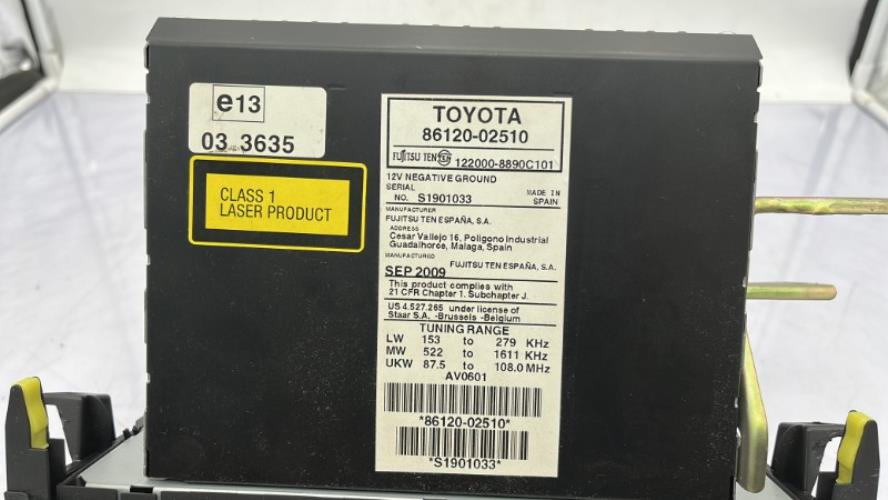 e13
03 3635
CLASS 1
LASER PRODUCT
TOYOTA
86120-02510
FUJITSU TEN 122000-8890C101
12V NEGATIVE GROUND
SERIAL
NO. S1901033
MADE IN
SPAIN
MANUFACTURER
FUJITSU TEN ESPAÑA, S.A.
ADDRESS
Cesar Vallejo 16, Poligono Industrial
Guadalhorce, Malaga, Spain
MANUFACTURED
FUJITSU TEN ESPAÑA, S.A.
SEP 2009
This product complies with
21 CFR Chapter 1. Subchapter J.
US 4.527.265 under license of
Staar S.A. -Brussels -Belgium
TUNING RANGE
LW 153 to 279 KHz
MW 522 to 1611 KHz
UKW 87.5 to 108.0 MHz
AV0601
*86120-02510*
*S1901033*